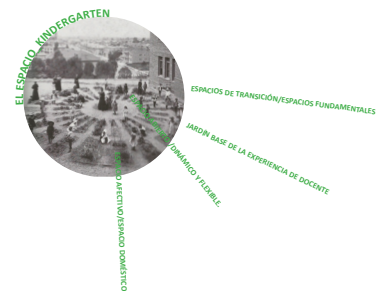 EL ESPACIO KINDERGARTEN
ESPACIOS DE TRANSICIÓN/ESPACIOS FUNDAMENTALES
JARDÍN BASE DE LA EXPERIENCIA DE DOCENTE
/DINÁMICO Y FLEXIBLE.
AFECTIVO/ESPACIO DOMÉSTICO